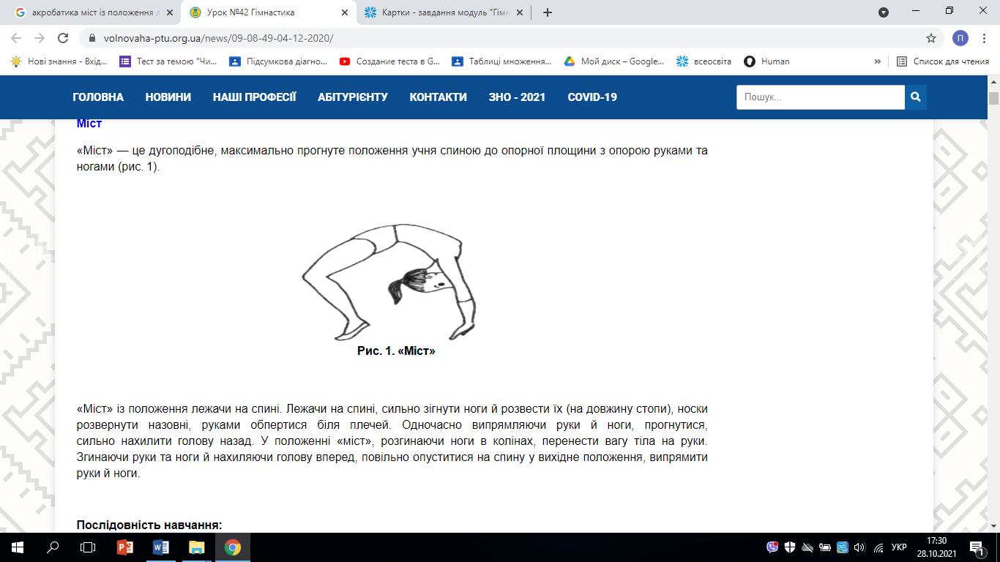 акробатика міст із положення л
Урок №42 Гімнастика
Картки - завдання модуль "Гімн
volnovaha-ptu.org.ua/news/09-08-49-04-12-2020/
П
Нові знання - Вхід...
Тест за темою "Чи...
Підсумкова діагно...
Создание теста в G...
Таблиці множення...
Мой диск – Google...
всеосвіта
Human
»
Список для чтения
ГОЛОВНА НОВИНИ НАШІ ПРОФЕСІЇ АБІТУРІЄНТУ КОНТАКТИ ЗНО - 2021 COVID-19
Пошук...
Міст
«Міст» — це дугоподібне, максимально прогнуте положення учня спиною до опорної площини з опорою руками та
ногами (рис. 1).
Рис. 1. «Міст»
«Міст» із положення лежачи на спині. Лежачи на спині, сильно зігнути ноги й розвести їх (на довжину стопи), носки
розвернути назовні, руками обпертися біля плечей. Одночасно випрямляючи руки й ноги, прогнутися,
сильно нахилити голову назад. У положенні «міст», розгинаючи ноги в колінах, перенести вагу тіла на руки.
Згинаючи руки та ноги й нахиляючи голову вперед, повільно опуститися на спину у вихідне положення, випрямити
руки й ноги.
Послідовність навчання:
УКР
17:30
28.10.2021
1